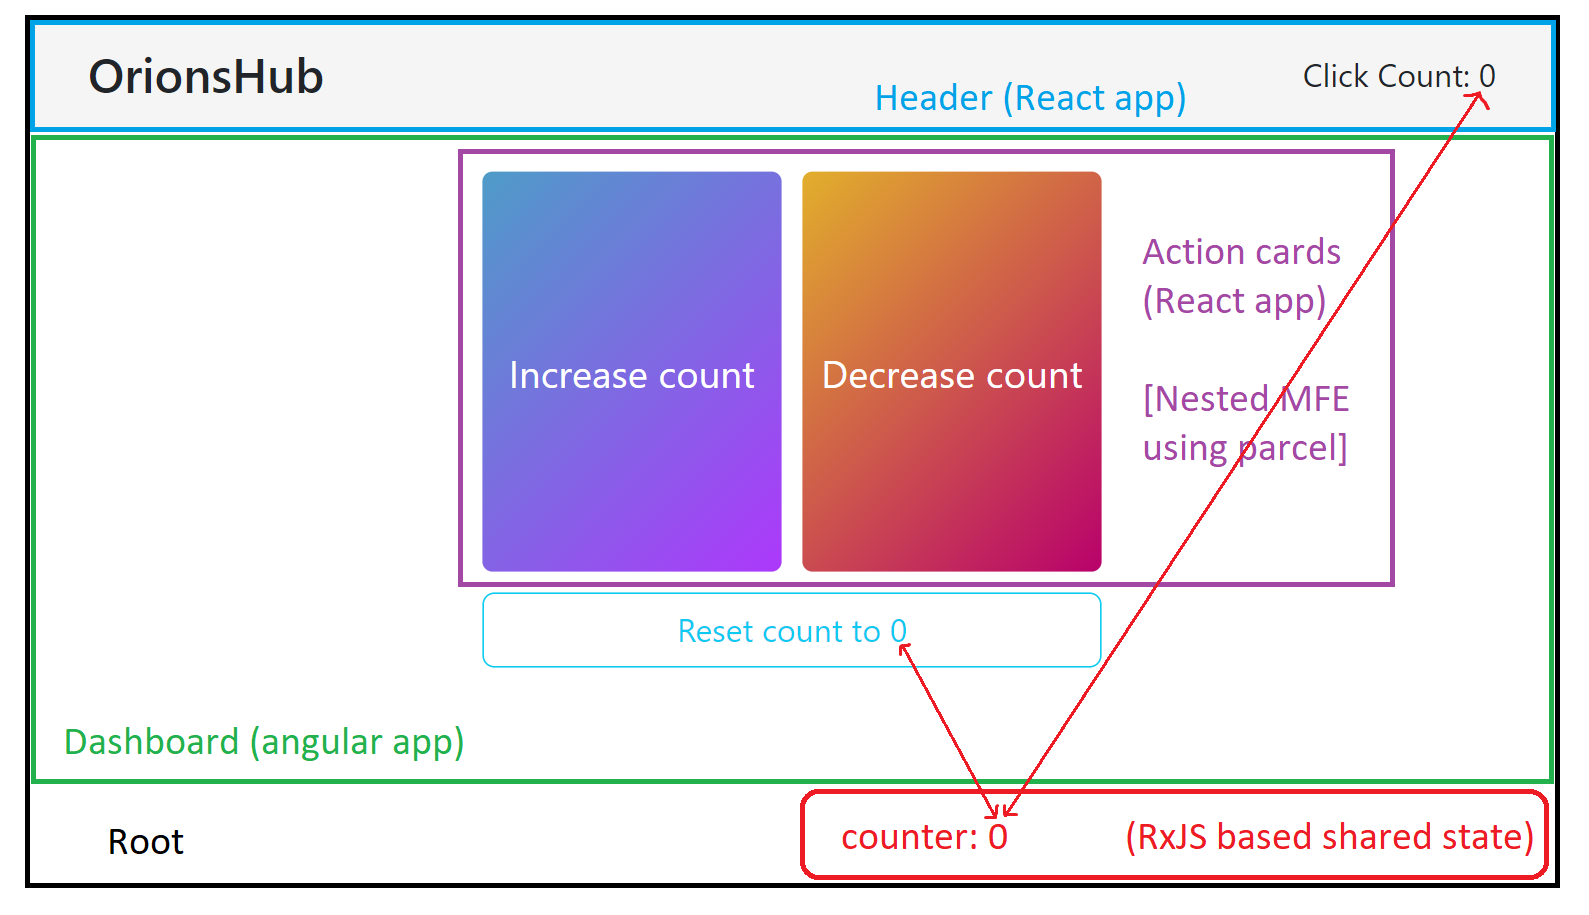 OrionsHub
Header (React app)
Click Count: 0
Increase count
Decrease count
Action cards
(React app)
[Nested MFE
using parcel]
Reset count to 0
Dashboard (angular app)
Root
counter: 0
(RxJS based shared state)